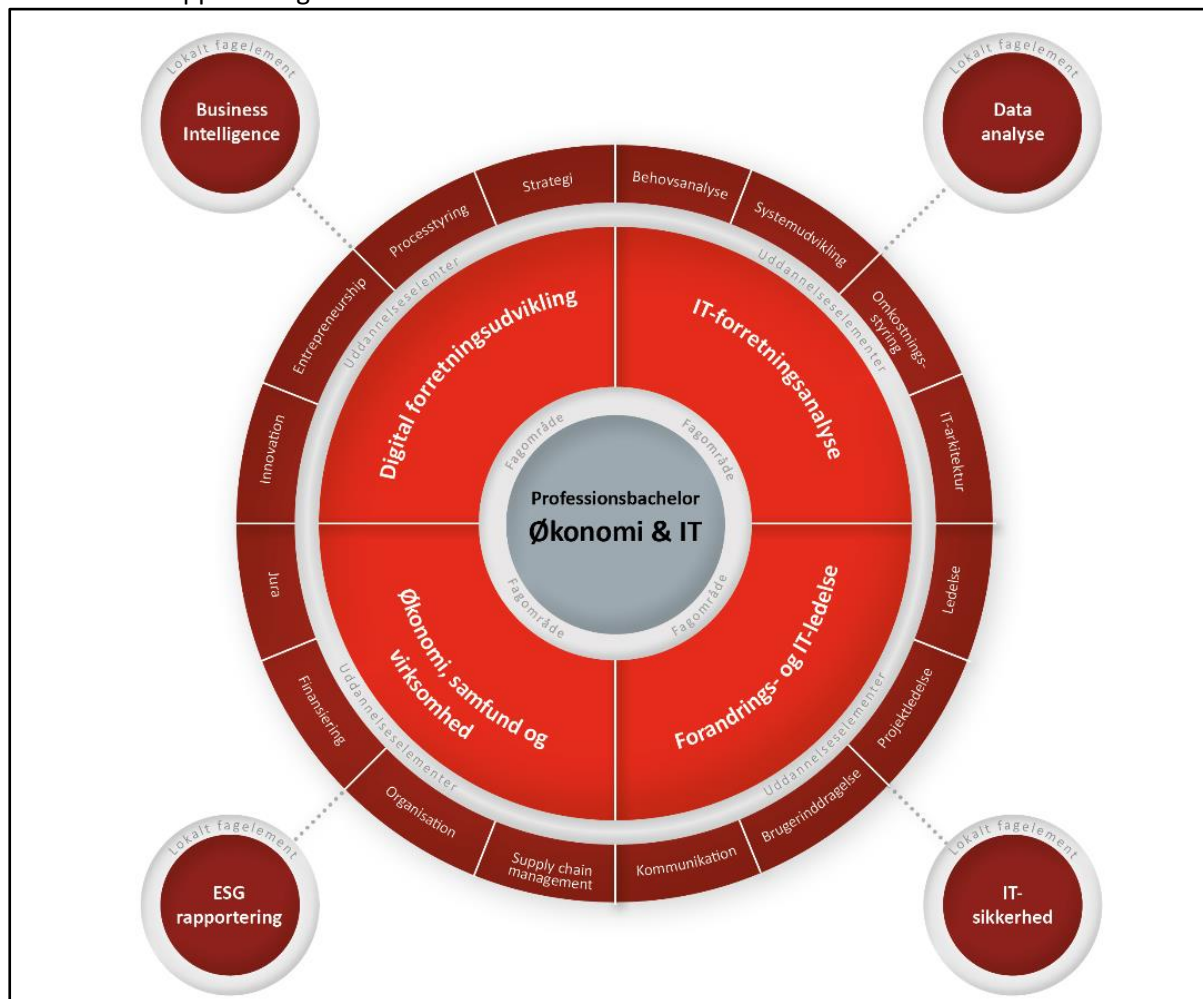 Lokalt fagelement
Business
Intelligence
Lokalt fagelement
Data
analyse
Strategi
Processtyring
Entrepreneurship
Innovation
Behovsanalyse
Systemudvikling
Omkostnings-
styring
IT-arkitektur
Uddannelseselemter
Uddannelseselementer
Digital forretningsudvikling
IT-forretningsanalyse
Fagområde
Fagområde
Professionsbachelor
Økonomi & IT
Fagområde
Fagområde
Økonomi, samfund og
virksomhed
Forandrings- og IT-ledelse
Uddannelseselementer
Uddannelseselementer
Jura
Finansiering
Organisation
Supply chain
management
Ledelse
Projektledelse
Brugerinddragelse
Kommunikation
Lokalt fagelement
ESG
rapportering
Lokalt fagelement
IT-
sikkerhed